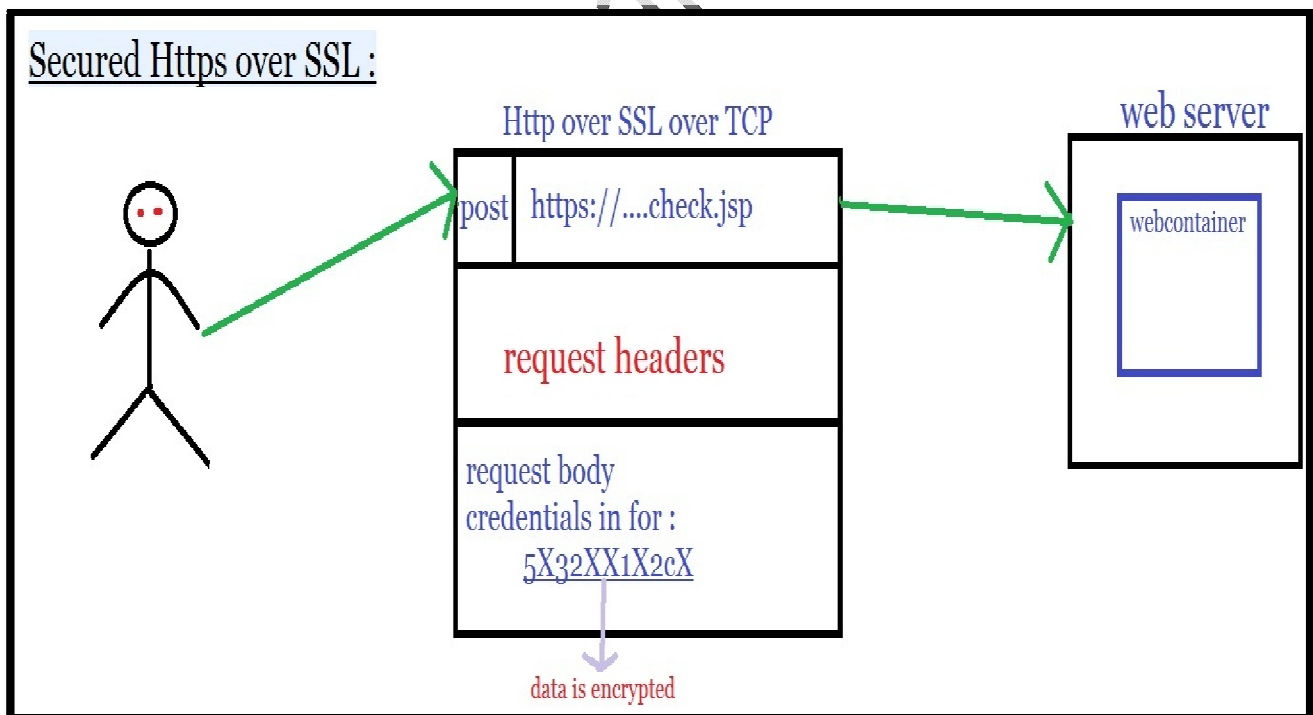 Secured Https over SSL :
Http over SSL over TCP
web server
post
https://....check.jsp
webcontainer
request headers
request body
credentials in for :
5X32XX1X2cX
data is encrypted